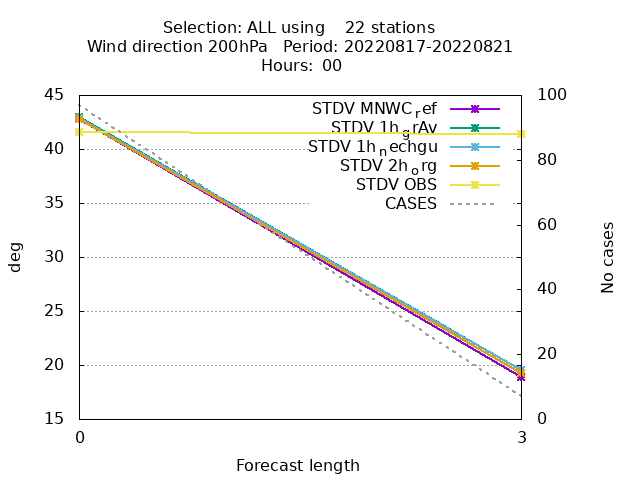 Selection: ALL using 22 stations
Wind direction 200hPa Period: 20220817-20220821
Hours: 00
45
40
35
30
25
20
15
deg
100
80
60
40
20
0
No cases
STDV MNWC_ref
STDV 1h_grAv
STDV 1h_nechgu
STDV 2h_org
STDV OBS
CASES
0
3
Forecast length